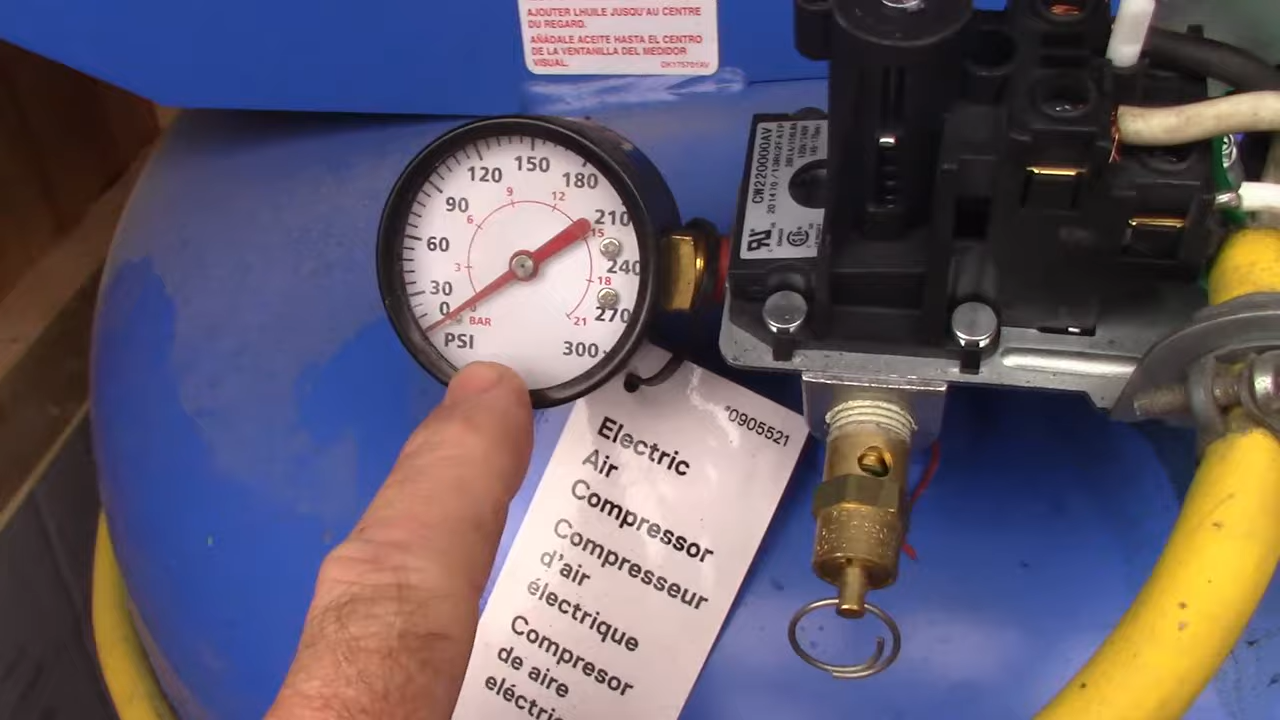 AJOUTER LHUILE JUSQU'AU CENTRE
DU REGARD.
AÑÁDALE ACEITE HASTA EL CENTRO
DE LA VENTANILLA DEL MEDIDOR
VISUAL.
DK175701AV
0
30
60
90
120
150
180
210
240
270
300
3
6
9
12
15
18
21
BAR
PSI
CW220000AV
*0905521
Electric
Air
Compressor
Compresseur
d'air
électrique
Compresor
de aire